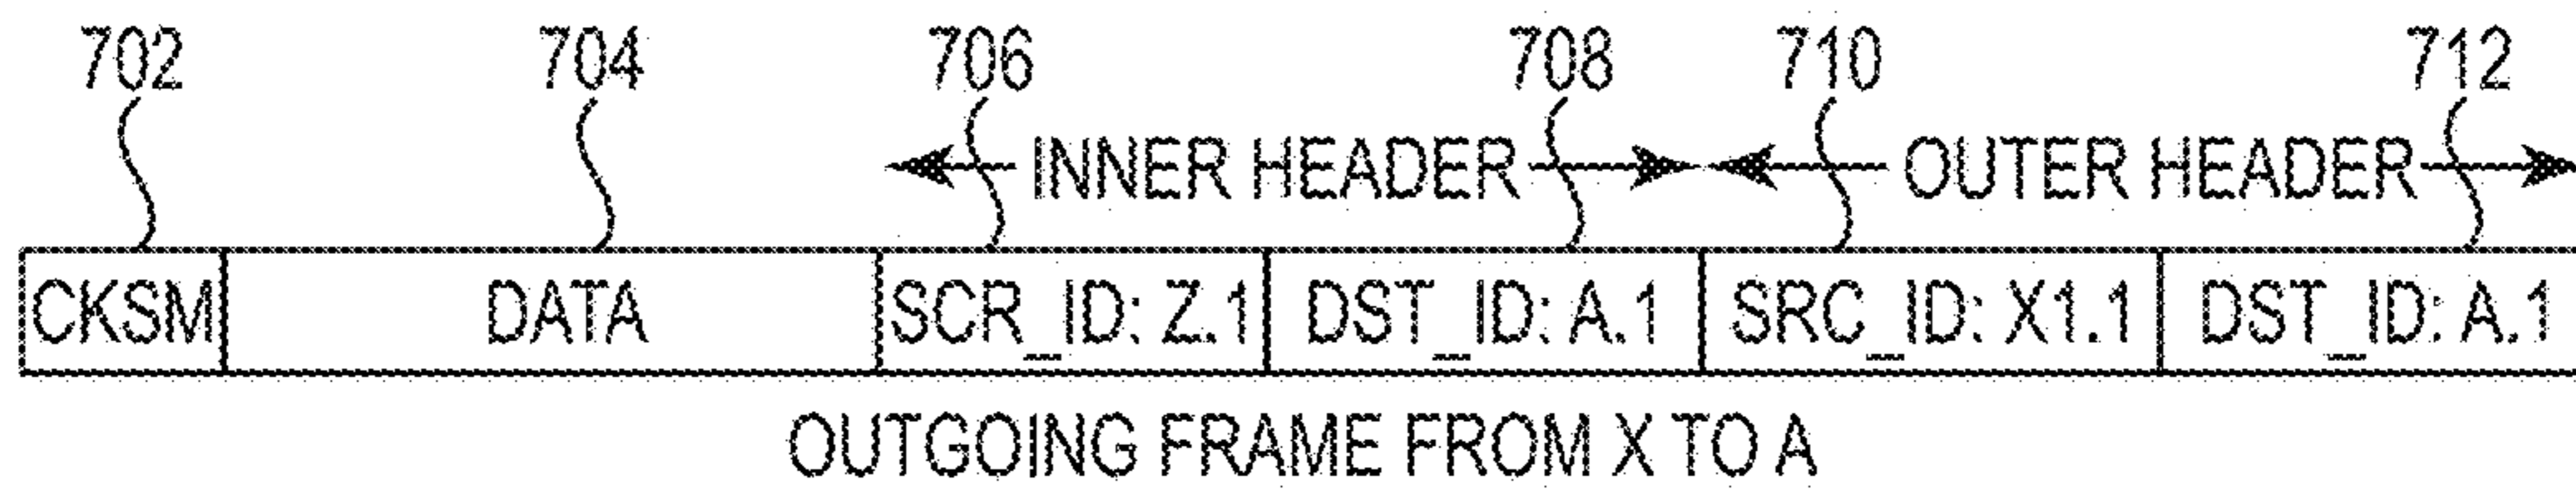 702 704 706 708 710 712
INNER HEADER OUTER HEADER
CKSM DATA SCR_ID: Z.1 DST_ID: A.1 SRC_ID: X1.1 DST_ID: A.1
OUTGOING FRAME FROM X TO A